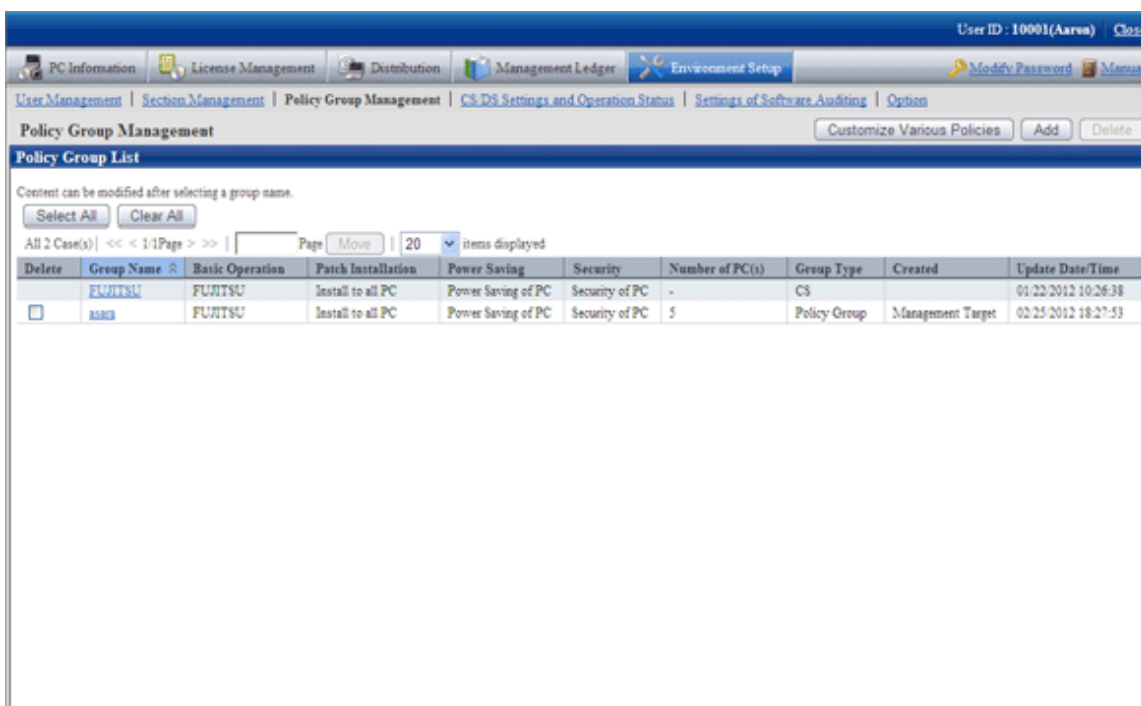 User ID : 10001(Aaron) Close
PC Information License Management Distribution Management Ledger Environment Setup Modify Password Manua
User Management | Section Management | Policy Group Management | CS/DS Settings and Operation Status | Settings of Software Auditing | Option
Policy Group Management Customize Various Policies Add Delete
Policy Group List
Content can be modified after selecting a group name.
Select All Clear All
All 2 Case(s)| << < 1/1Page > >> | Page Move | 20 items displayed
Delete Group Name Basic Operation Patch Installation Power Saving Security Number of PC(s) Group Type Created Update Date/Time
FUJITSU FUJITSU Install to all PC Power Saving of PC Security of PC - CS 01/22/2012 10:26:38
asara FUJITSU Install to all PC Power Saving of PC Security of PC 5 Policy Group Management Target 02/25/2012 18:27:53